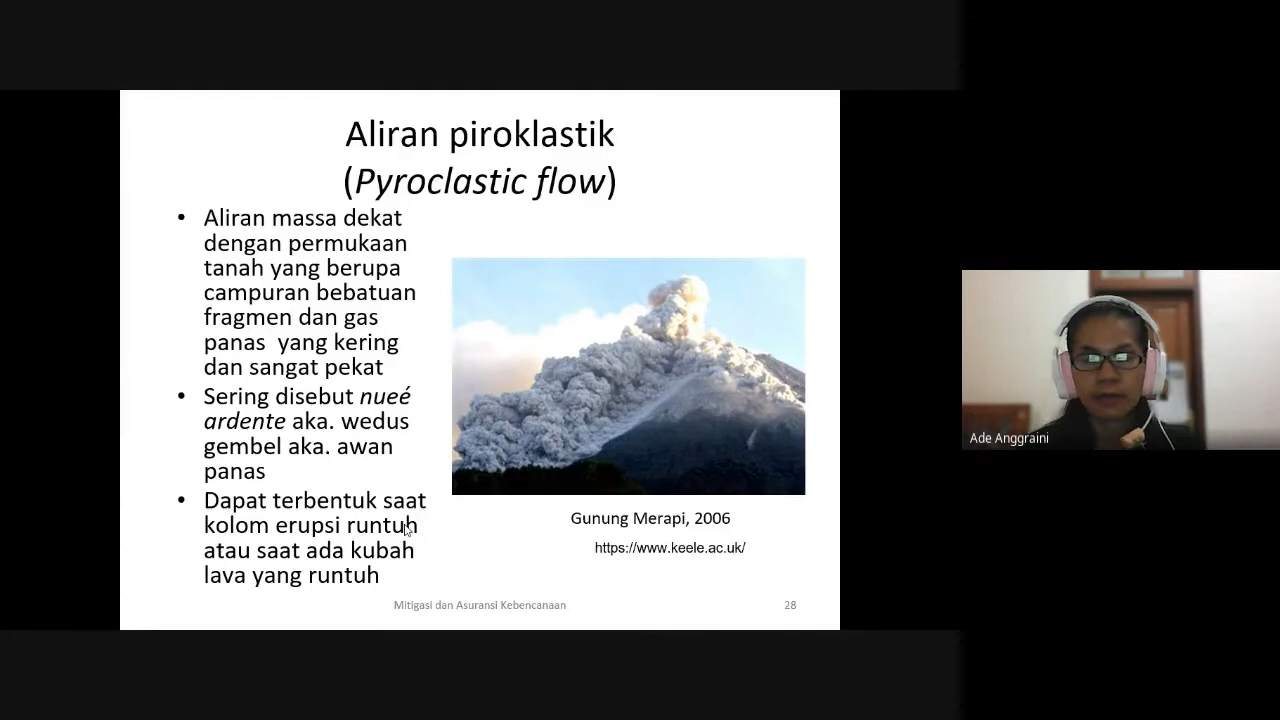 Aliran piroklastik
(Pyroclastic flow)
• Aliran massa dekat
dengan permukaan
tanah yang berupa
campuran bebatuan
fragmen dan gas
panas yang kering
dan sangat pekat
• Sering disebut nueé
ardente aka. wedus
gembel aka. awan
panas
• Dapat terbentuk saat
kolom erupsi runtuh
atau saat ada kubah
lava yang runtuh
Gunung Merapi, 2006
https://www.keele.ac.uk/
Mitigasi dan Asuransi Kebencanaan
28
Ade Anggraini